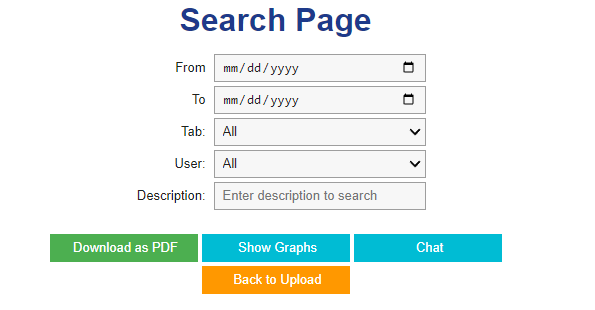 Search Page
From mm/dd/yyyy
To mm/dd/yyyy
Tab: All
User: All
Description: Enter description to search
Download as PDF Show Graphs Chat
Back to Upload